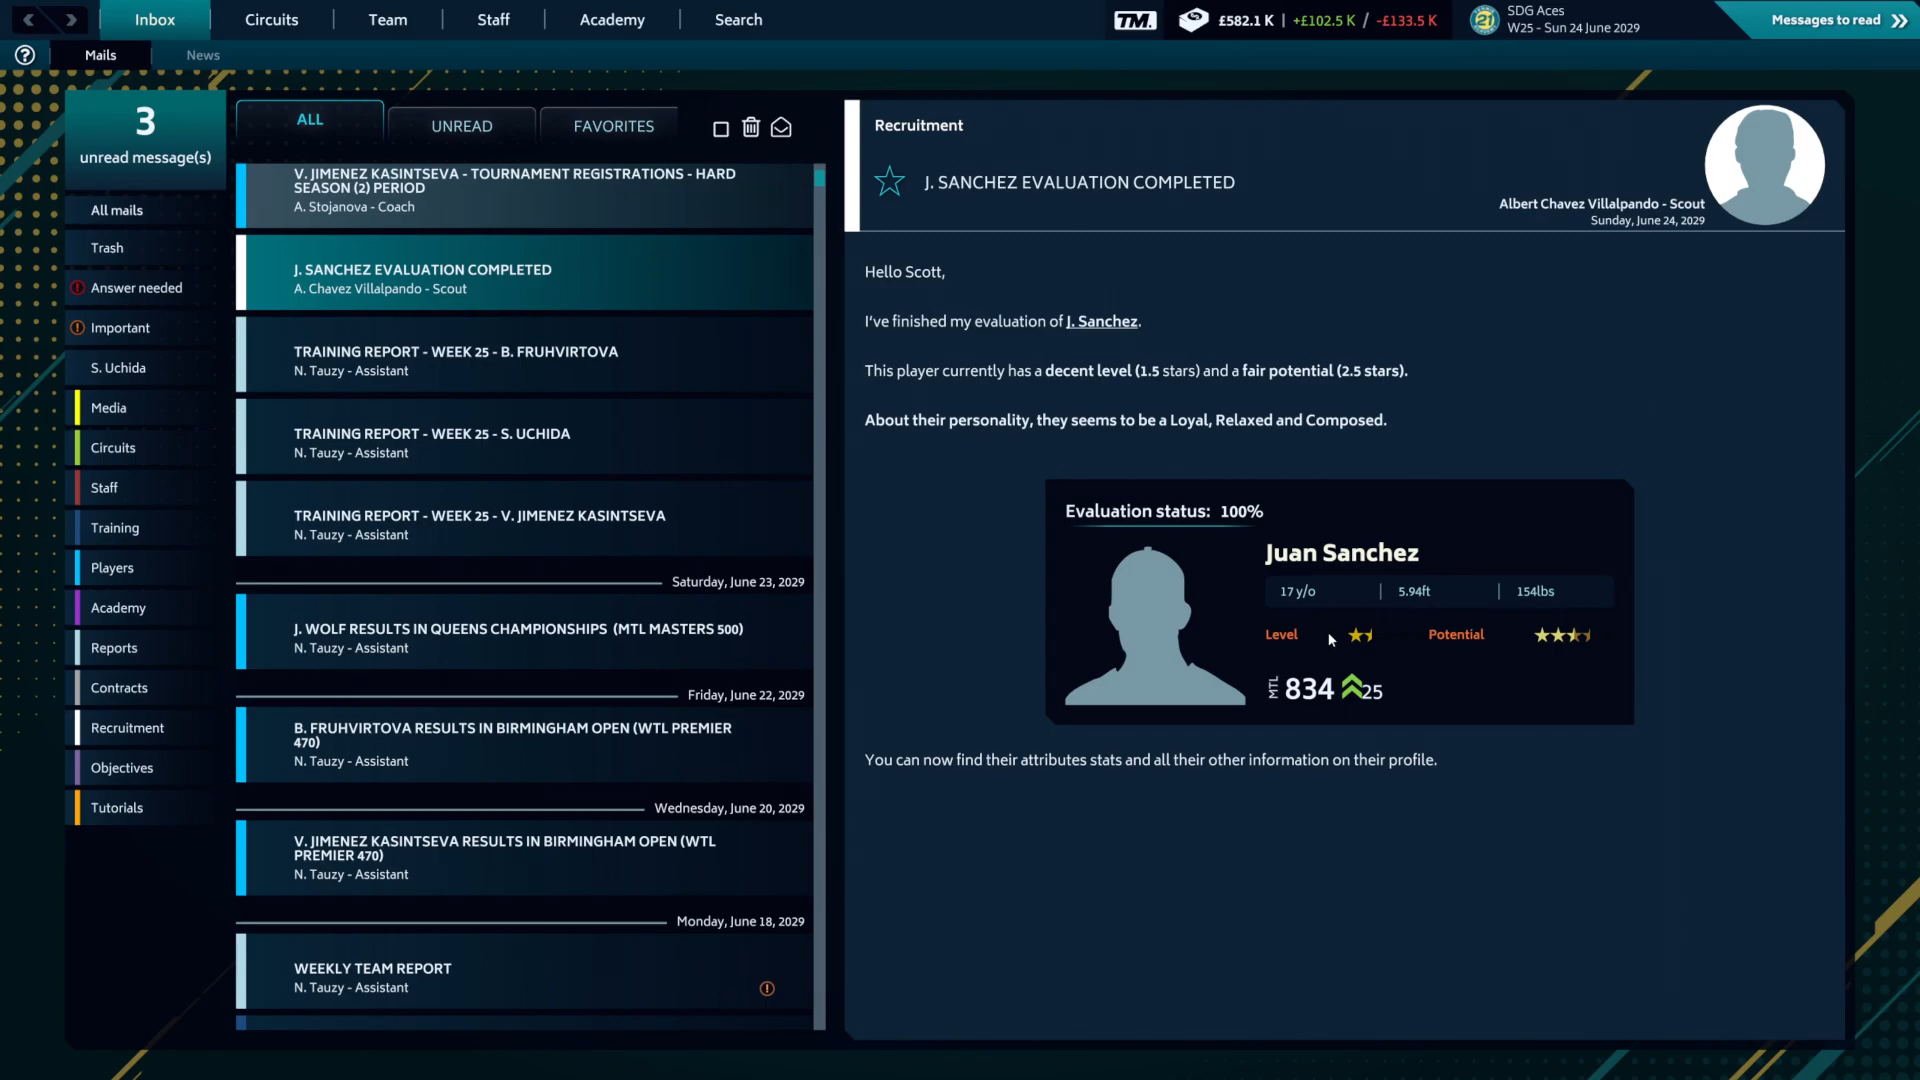 Inbox
Circuits
Team
Staff
Academy
Search
TM.
£582.1 K | +£102.5 K / -£133.5 K
21
SDG Aces
W25 - Sun 24 June 2029
Messages to read
?
Mails
News
3
unread message(s)
All mails
Trash
Answer needed
Important
S. Uchida
Media
Circuits
Staff
Training
Players
Academy
Reports
Contracts
Recruitment
Objectives
Tutorials
ALL
UNREAD
FAVORITES
V. JIMENEZ KASINTSEVA - TOURNAMENT REGISTRATIONS - HARD
SEASON (2) PERIOD
A. Stojanova - Coach
J. SANCHEZ EVALUATION COMPLETED
A. Chavez Villalpando - Scout
TRAINING REPORT - WEEK 25 - B. FRUHVIRTOVA
N. Tauzy - Assistant
TRAINING REPORT - WEEK 25 - S. UCHIDA
N. Tauzy - Assistant
TRAINING REPORT - WEEK 25 - V. JIMENEZ KASINTSEVA
N. Tauzy - Assistant
Saturday, June 23, 2029
J. WOLF RESULTS IN QUEENS CHAMPIONSHIPS (MTL MASTERS 500)
N. Tauzy - Assistant
Friday, June 22, 2029
B. FRUHVIRTOVA RESULTS IN BIRMINGHAM OPEN (WTL PREMIER
470)
N. Tauzy - Assistant
Wednesday, June 20, 2029
V. JIMENEZ KASINTSEVA RESULTS IN BIRMINGHAM OPEN (WTL
PREMIER 470)
N. Tauzy - Assistant
Monday, June 18, 2029
WEEKLY TEAM REPORT
N. Tauzy - Assistant
Recruitment
J. SANCHEZ EVALUATION COMPLETED
Albert Chavez Villalpando - Scout
Sunday, June 24, 2029
Hello Scott,
I've finished my evaluation of J. Sanchez.
This player currently has a decent level (1.5 stars) and a fair potential (2.5 stars).
About their personality, they seems to be a Loyal, Relaxed and Composed.
Evaluation status: 100%
Juan Sanchez
17 y/o | 5.94ft | 154lbs
Level
Potential
MTL 834 25
You can now find their attributes stats and all their other information on their profile.